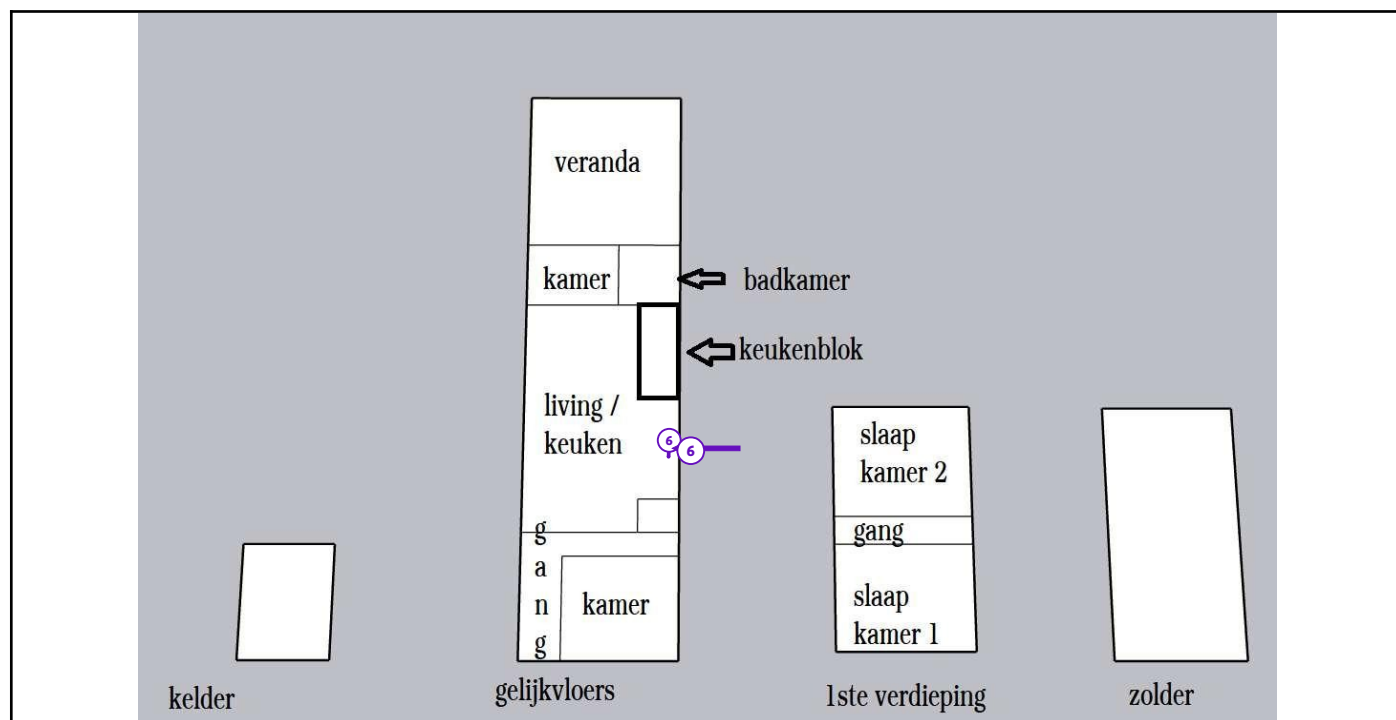 veranda
kamer
badkamer
keukenblok
living /
keuken
6
6
g
a
n
g
kamer
slaap
kamer 2
gang
slaap
kamer 1
kelder
gelijkvloers
1ste verdieping
zolder